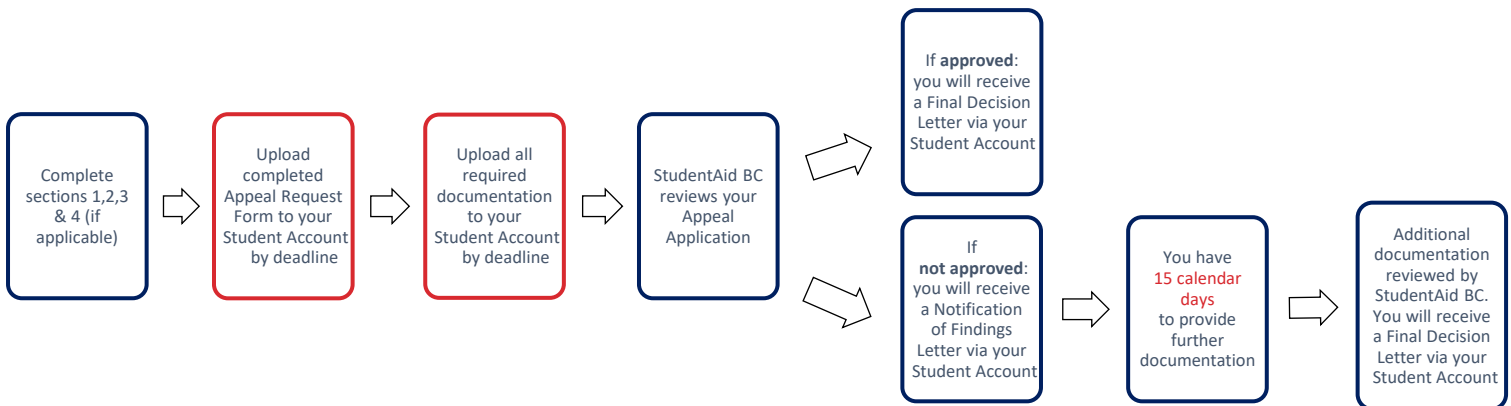 Complete
sections 1,2,3
& 4 (if
applicable)
Upload
completed
Appeal Request
Form to your
Student Account
by deadline
Upload all
required
documentation
to your
Student Account
by deadline
StudentAid BC
reviews your
Appeal
Application
If approved:
you will receive
a Final Decision
Letter via your
Student Account
If
not approved:
you will receive
a Notification
of Findings
Letter via your
Student Account
You have
15 calendar
days
to provide
further
documentation
Additional
documentation
reviewed by
StudentAid BC.
You will receive
a Final Decision
Letter via your
Student Account